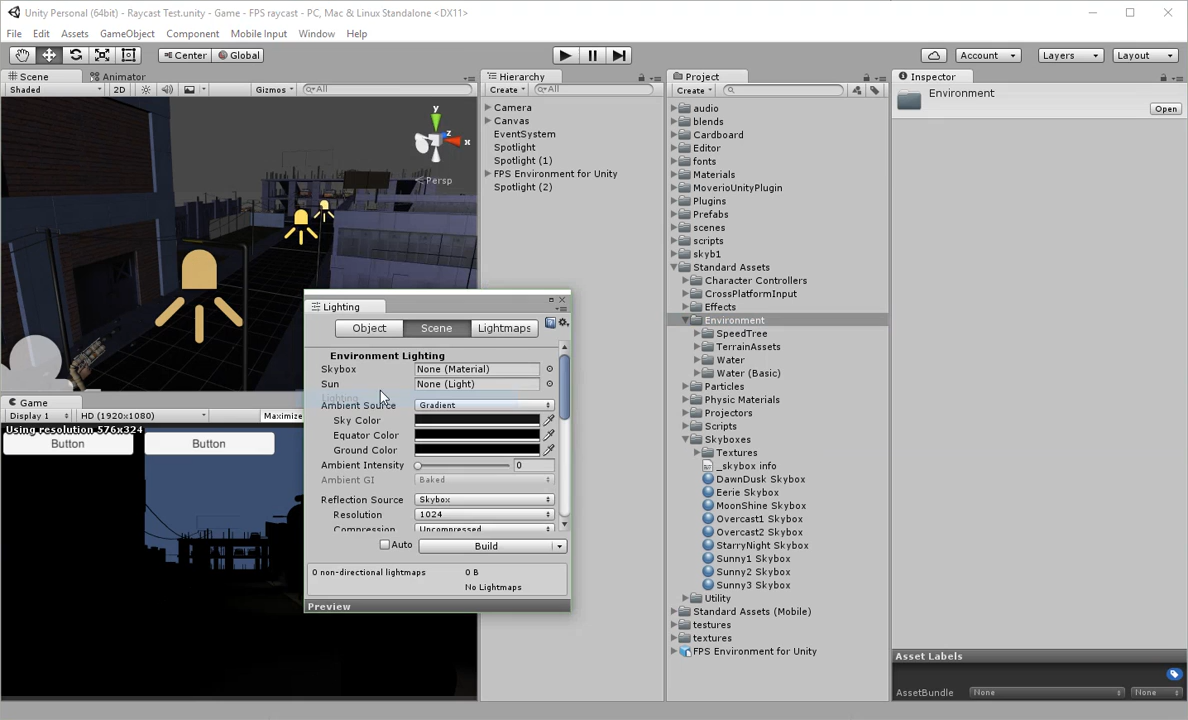 Unity Personal (64bit) - Raycast Test.unity - Game - FPS raycast - PC, Mac & Linux Standalone <DX11>
File Edit Assets GameObject Component Mobile Input Window Help
Center Global Account Layers Layout
Scene Animator
Shaded 2D Gizmos All
y
z
x
Persp
Game
Display 1 HD (1920x1080) Maximize
Using resolution 576x324
Button Button
Hierarchy
Create All
Camera
Canvas
EventSystem
Spotlight
Spotlight (1)
FPS Environment for Unity
Spotlight (2)
Lighting
Object Scene Lightmaps
Environment Lighting
Skybox None (Material)
Sun None (Light)
Lighting
Ambient Source Gradient
Sky Color
Equator Color
Ground Color
Ambient Intensity 0
Ambient GI Baked
Reflection Source Skybox
Resolution 1024
Compression Uncompressed
Auto Build
0 non-directional lightmaps 0 B
No Lightmaps
Preview
Project
Create
audio
blends
Cardboard
Editor
fonts
Materials
MoverioUnityPlugin
Plugins
Prefabs
scenes
scripts
skyb1
Standard Assets
Character Controllers
CrossPlatformInput
Effects
Environment
SpeedTree
TerrainAssets
Water
Water (Basic)
Particles
Physic Materials
Projectors
Scripts
Skyboxes
Textures
_skybox info
DawnDusk Skybox
Eerie Skybox
MoonShine Skybox
Overcast1 Skybox
Overcast2 Skybox
StarryNight Skybox
Sunny1 Skybox
Sunny2 Skybox
Sunny3 Skybox
Utility
Standard Assets (Mobile)
testures
textures
FPS Environment for Unity
Inspector
Environment
Open
Asset Labels
AssetBundle None None